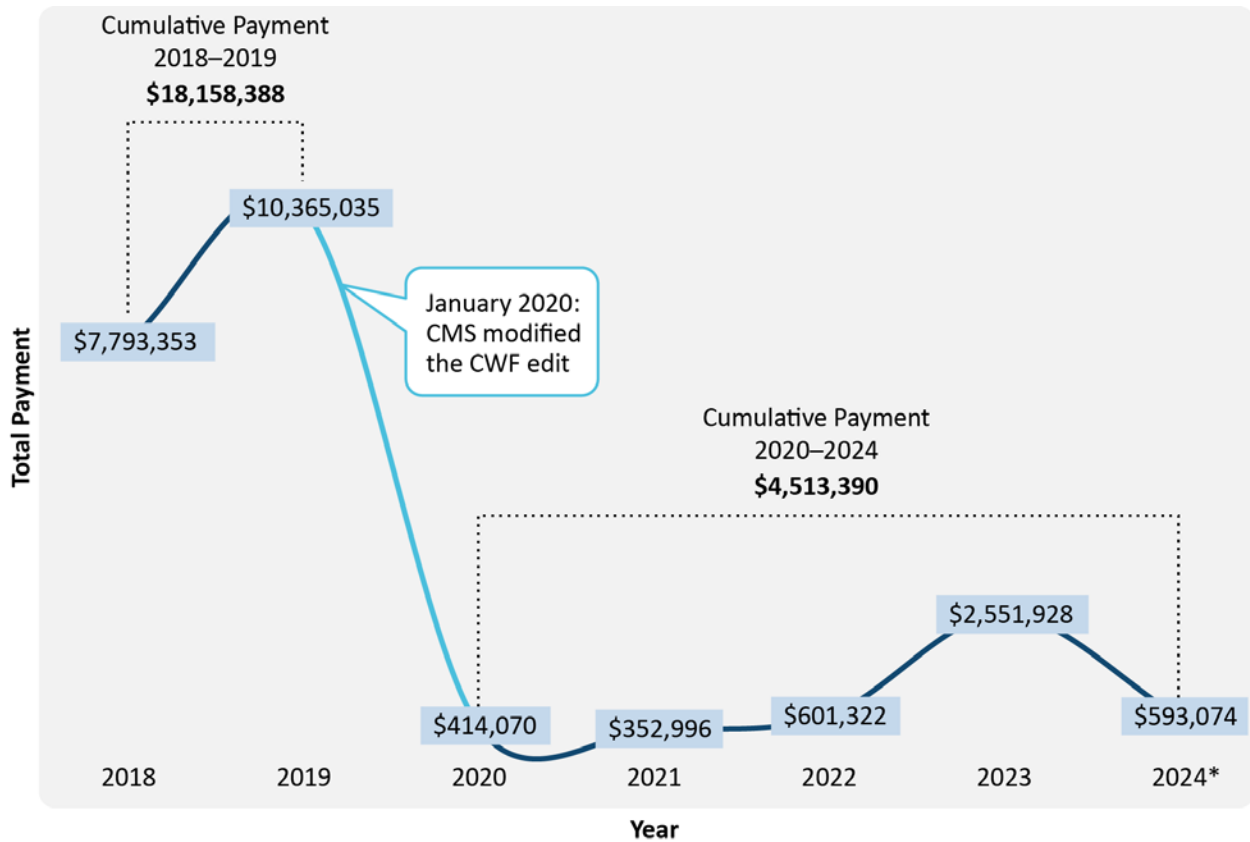 Cumulative Payment
2018–2019
$18,158,388
$10,365,035
$7,793,353
January 2020:
CMS modified
the CWF edit
Total Payment
Cumulative Payment
2020–2024
$4,513,390
$414,070
$352,996
$601,322
$2,551,928
$593,074
2018
2019
2020
2021
2022
2023
2024*
Year